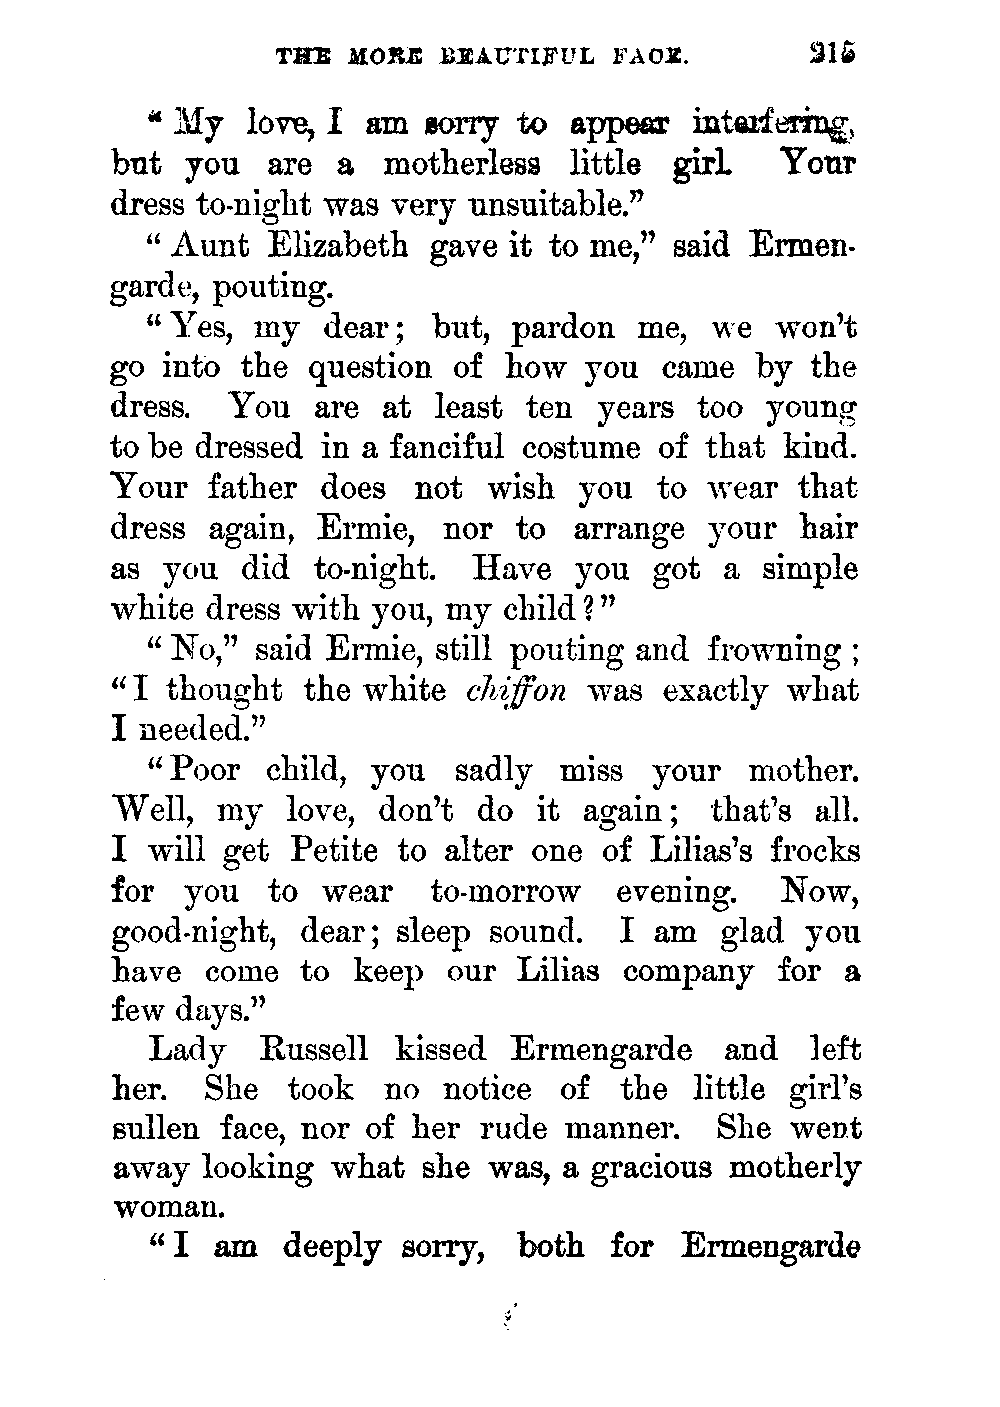 THE MORE BEAUTIFUL FACE. 215
“My love, I am sorry to appear interfering,
but you are a motherless little girl. Your
dress to-night was very unsuitable.”
“Aunt Elizabeth gave it to me,” said Ermen-
garde, pouting.
“Yes, my dear; but, pardon me, we won’t
go into the question of how you came by the
dress. You are at least ten years too young
to be dressed in a fanciful costume of that kind.
Your father does not wish you to wear that
dress again, Ermie, nor to arrange your hair
as you did to-night. Have you got a simple
white dress with you, my child?”
“No,” said Ermie, still pouting and frowning;
“I thought the white chiffon was exactly what
I needed.”
“Poor child, you sadly miss your mother.
Well, my love, don’t do it again; that’s all.
I will get Petite to alter one of Lilias’s frocks
for you to wear to-morrow evening. Now,
good-night, dear; sleep sound. I am glad you
have come to keep our Lilias company for a
few days.”
Lady Russell kissed Ermengarde and left
her. She took no notice of the little girl’s
sullen face, nor of her rude manner. She went
away looking what she was, a gracious motherly
woman.
“I am deeply sorry, both for Ermengarde